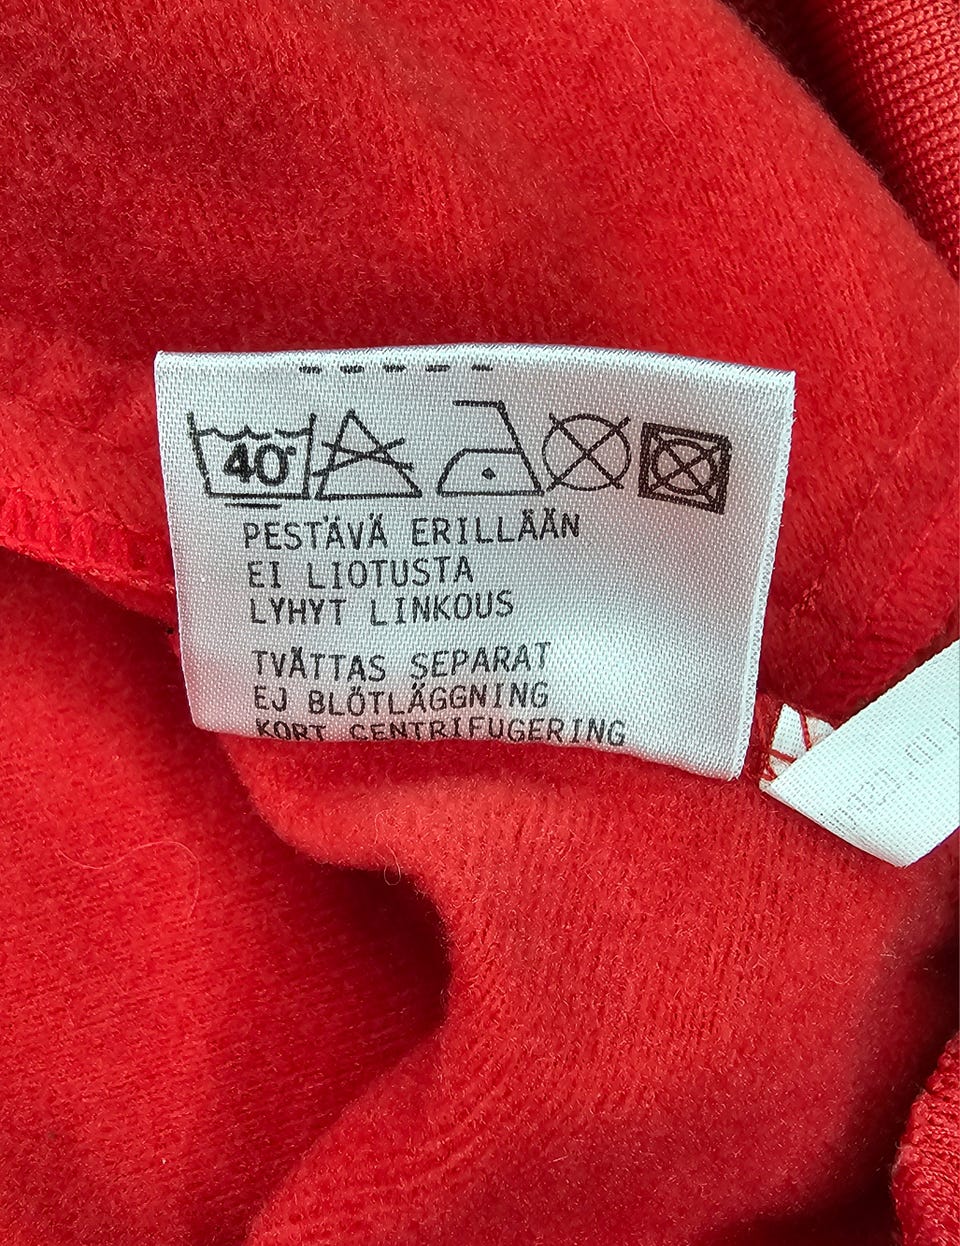 40°
PESTÄVÄ ERILLÄÄN
EI LIOTUSTA
LYHYT LINKOUS
TVÄTTAS SEPARAT
EJ BLÖTLÄGGNING
KORT CENTRIFUGERING